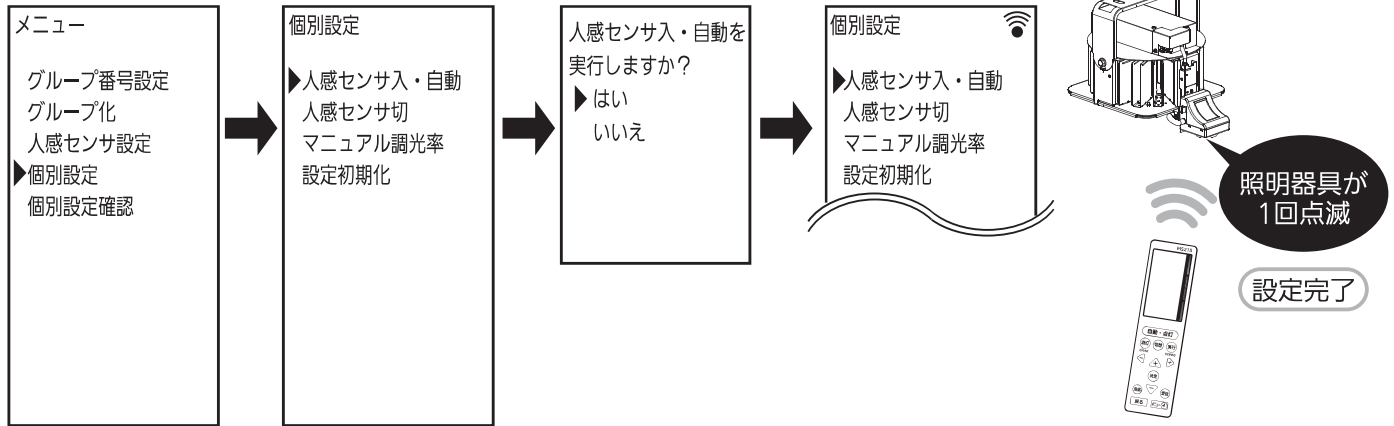 メニュー
グループ番号設定
グループ化
人感センサ設定
個別設定
個別設定確認
個別設定
人感センサ入・自動
人感センサ切
マニュアル調光率
設定初期化
人感センサ入・自動を
実行しますか?
はい
いいえ
個別設定
人感センサ入・自動
人感センサ切
マニュアル調光率
設定初期化
照明器具が
1回点滅
設定完了
自動・全灯
戻る